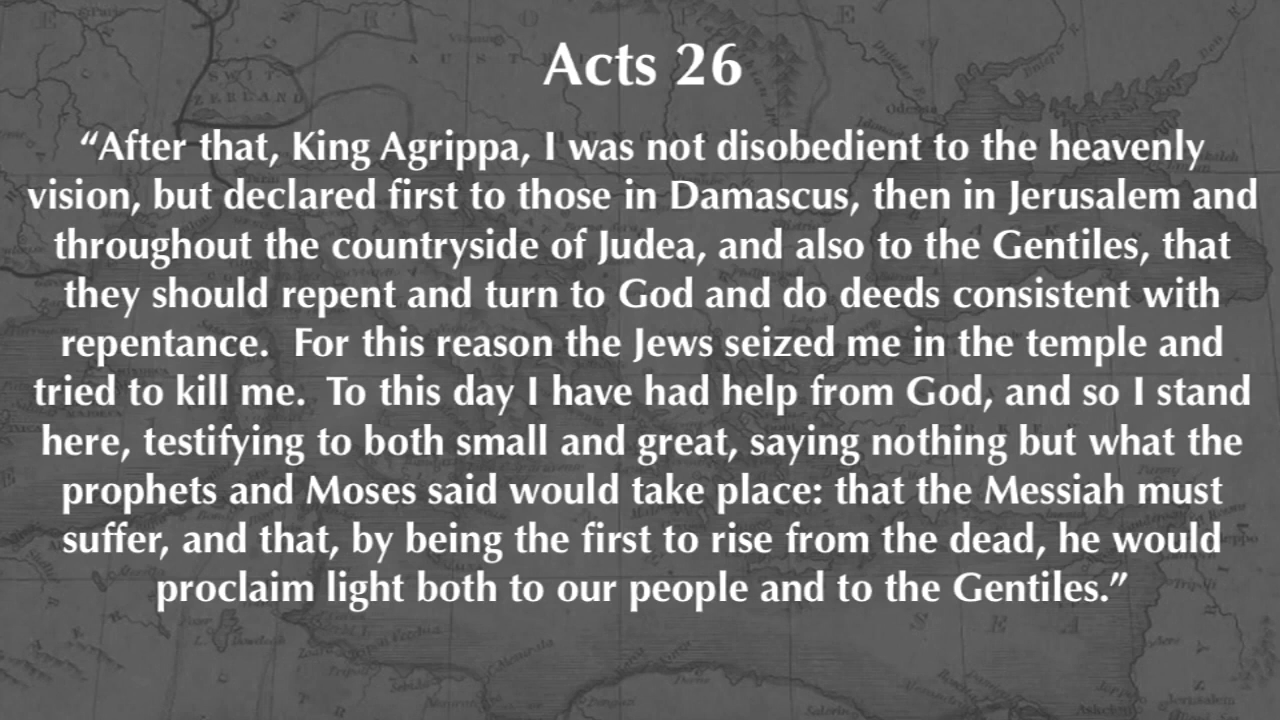 Acts 26
“After that, King Agrippa, I was not disobedient to the heavenly
vision, but declared first to those in Damascus, then in Jerusalem and
throughout the countryside of Judea, and also to the Gentiles, that
they should repent and turn to God and do deeds consistent with
repentance.  For this reason the Jews seized me in the temple and
tried to kill me.  To this day I have had help from God, and so I stand
here, testifying to both small and great, saying nothing but what the
prophets and Moses said would take place: that the Messiah must
suffer, and that, by being the first to rise from the dead, he would
proclaim light both to our people and to the Gentiles.”